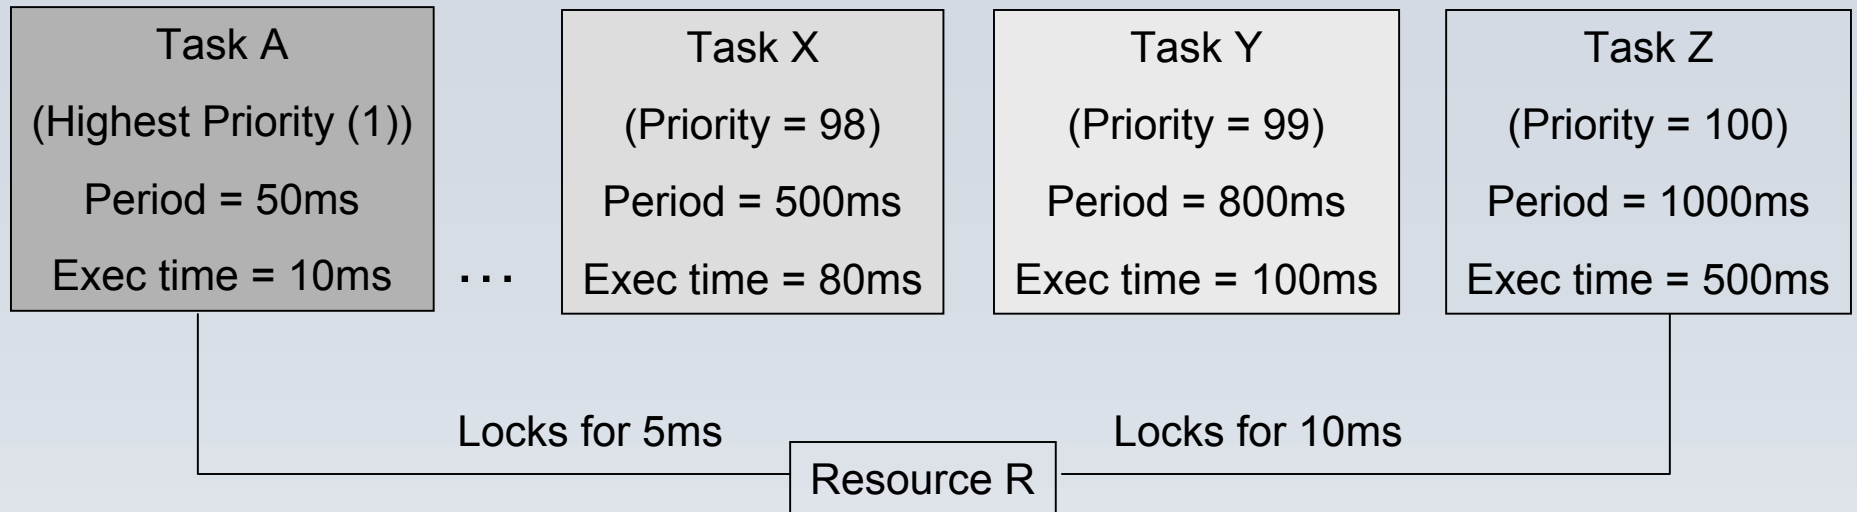 Task A
(Highest Priority (1))
Period = 50ms
Exec time = 10ms
...
Task X
(Priority = 98)
Period = 500ms
Exec time = 80ms
Task Y
(Priority = 99)
Period = 800ms
Exec time = 100ms
Task Z
(Priority = 100)
Period = 1000ms
Exec time = 500ms
Locks for 5ms
Locks for 10ms
Resource R